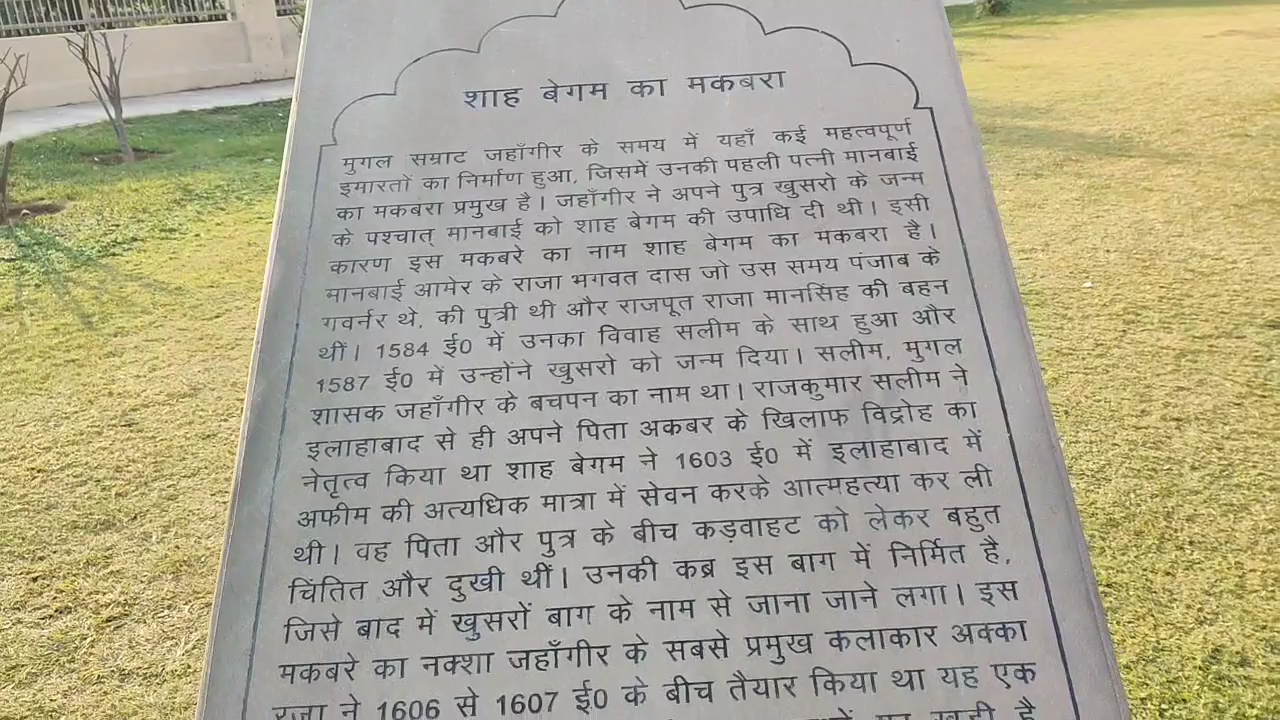 शाह बेगम का मकबरा
मुगल सम्राट जहाँगीर के समय में यहाँ कई महत्वपूर्ण
इमारतों का निर्माण हुआ, जिसमें उनकी पहली पत्नी मानबाई
का मकबरा प्रमुख है। जहाँगीर ने अपने पुत्र खुसरो के जन्म
के पश्चात् मानबाई को शाह बेगम की उपाधि दी थी। इसी
कारण इस मकबरे का नाम शाह बेगम का मकबरा है।
मानबाई आमेर के राजा भगवत दास जो उस समय पंजाब के
गवर्नर थे, की पुत्री थी और राजपूत राजा मानसिंह की बहन
थीं। 1584 ई0 में उनका विवाह सलीम के साथ हुआ और
1587 ई0 में उन्होंने खुसरो को जन्म दिया। सलीम, मुगल
शासक जहाँगीर के बचपन का नाम था। राजकुमार सलीम ने
इलाहाबाद से ही अपने पिता अकबर के खिलाफ विद्रोह का
नेतृत्व किया था शाह बेगम ने 1603 ई0 में इलाहाबाद में
अफीम की अत्यधिक मात्रा में सेवन करके आत्महत्या कर ली
थी। वह पिता और पुत्र के बीच कड़वाहट को लेकर बहुत
चिंतित और दुखी थीं। उनकी कब्र इस बाग में निर्मित है,
जिसे बाद में खुसरों बाग के नाम से जाना जाने लगा। इस
मकबरे का नक्शा जहाँगीर के सबसे प्रमुख कलाकार अक्का
रजा ने 1606 से 1607 ई0 के बीच तैयार किया था यह एक